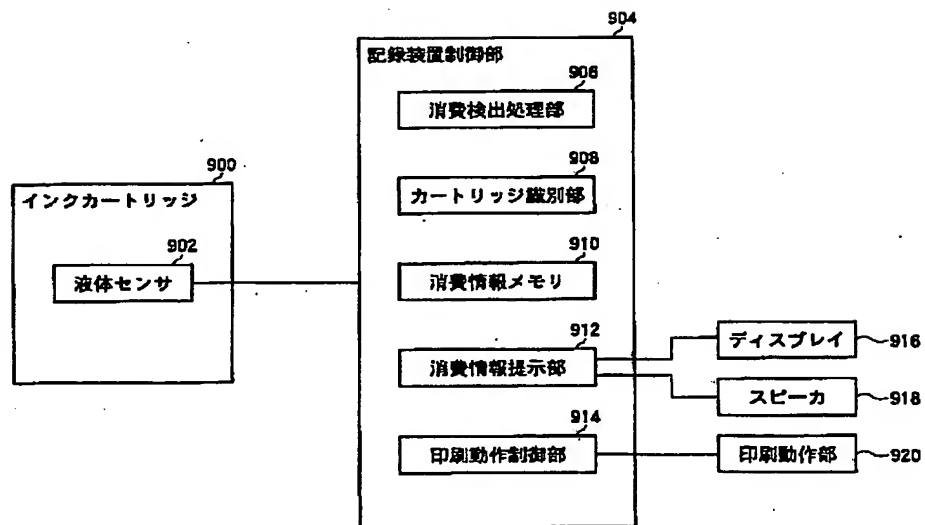 904
記録装置制御部
906
消費検出処理部
900
インクカートリッジ
908
カートリッジ識別部
902
液体センサ
910
消費情報メモリ
912
消費情報提示部
ディスプレイ 916
スピーカ 918
914
印刷動作制御部
印刷動作部 920